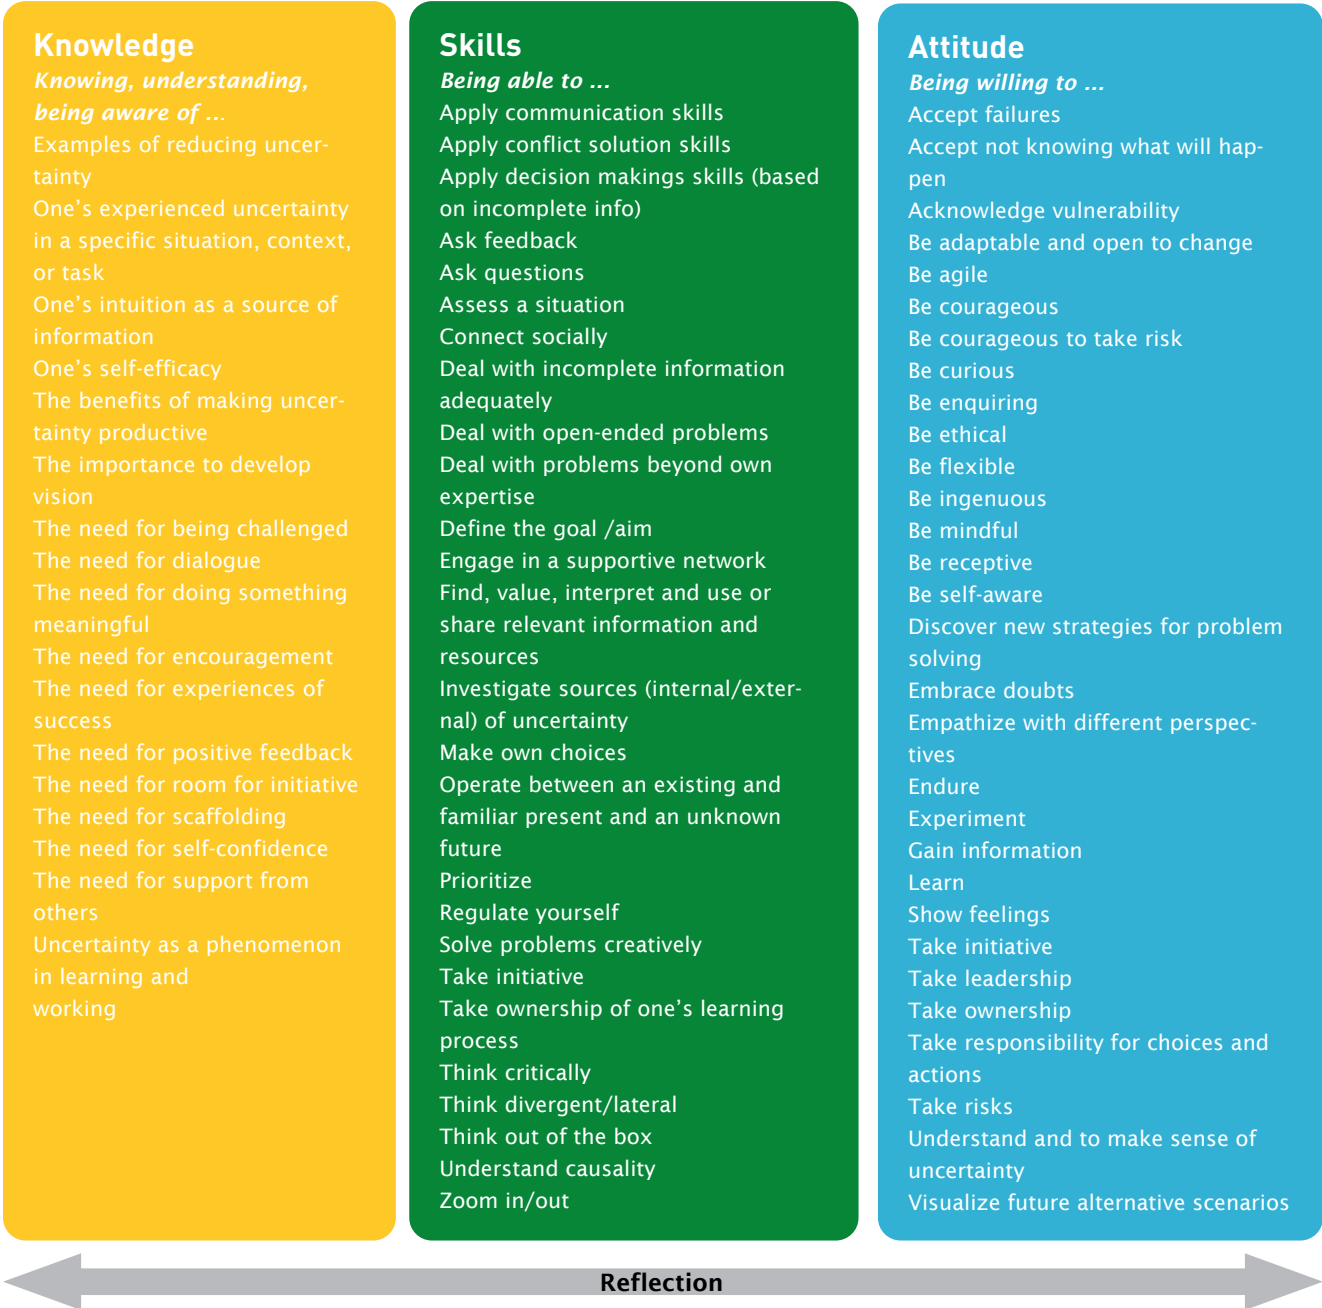 Knowledge
Knowing, understanding,
being aware of ...
Examples of reducing uncer-
tainty
One’s experienced uncertainty
in a specific situation, context,
or task
One’s intuition as a source of
information
One’s self-efficacy
The benefits of making uncer-
tainty productive
The importance to develop
vision
The need for being challenged
The need for dialogue
The need for doing something
meaningful
The need for encouragement
The need for experiences of
success
The need for positive feedback
The need for room for initiative
The need for scaffolding
The need for self-confidence
The need for support from
others
Uncertainty as a phenomenon
in learning and
working
Skills
Being able to ...
Apply communication skills
Apply conflict solution skills
Apply decision makings skills (based
on incomplete info)
Ask feedback
Ask questions
Assess a situation
Connect socially
Deal with incomplete information
adequately
Deal with open-ended problems
Deal with problems beyond own
expertise
Define the goal /aim
Engage in a supportive network
Find, value, interpret and use or
share relevant information and
resources
Investigate sources (internal/exter-
nal) of uncertainty
Make own choices
Operate between an existing and
familiar present and an unknown
future
Prioritize
Regulate yourself
Solve problems creatively
Take initiative
Take ownership of one’s learning
process
Think critically
Think divergent/lateral
Think out of the box
Understand causality
Zoom in/out
Attitude
Being willing to ...
Accept failures
Accept not knowing what will hap-
pen
Acknowledge vulnerability
Be adaptable and open to change
Be agile
Be courageous
Be courageous to take risk
Be curious
Be enquiring
Be ethical
Be flexible
Be ingenuous
Be mindful
Be receptive
Be self-aware
Discover new strategies for problem
solving
Embrace doubts
Empathize with different perspec-
tives
Endure
Experiment
Gain information
Learn
Show feelings
Take initiative
Take leadership
Take ownership
Take responsibility for choices and
actions
Take risks
Understand and to make sense of
uncertainty
Visualize future alternative scenarios
Reflection